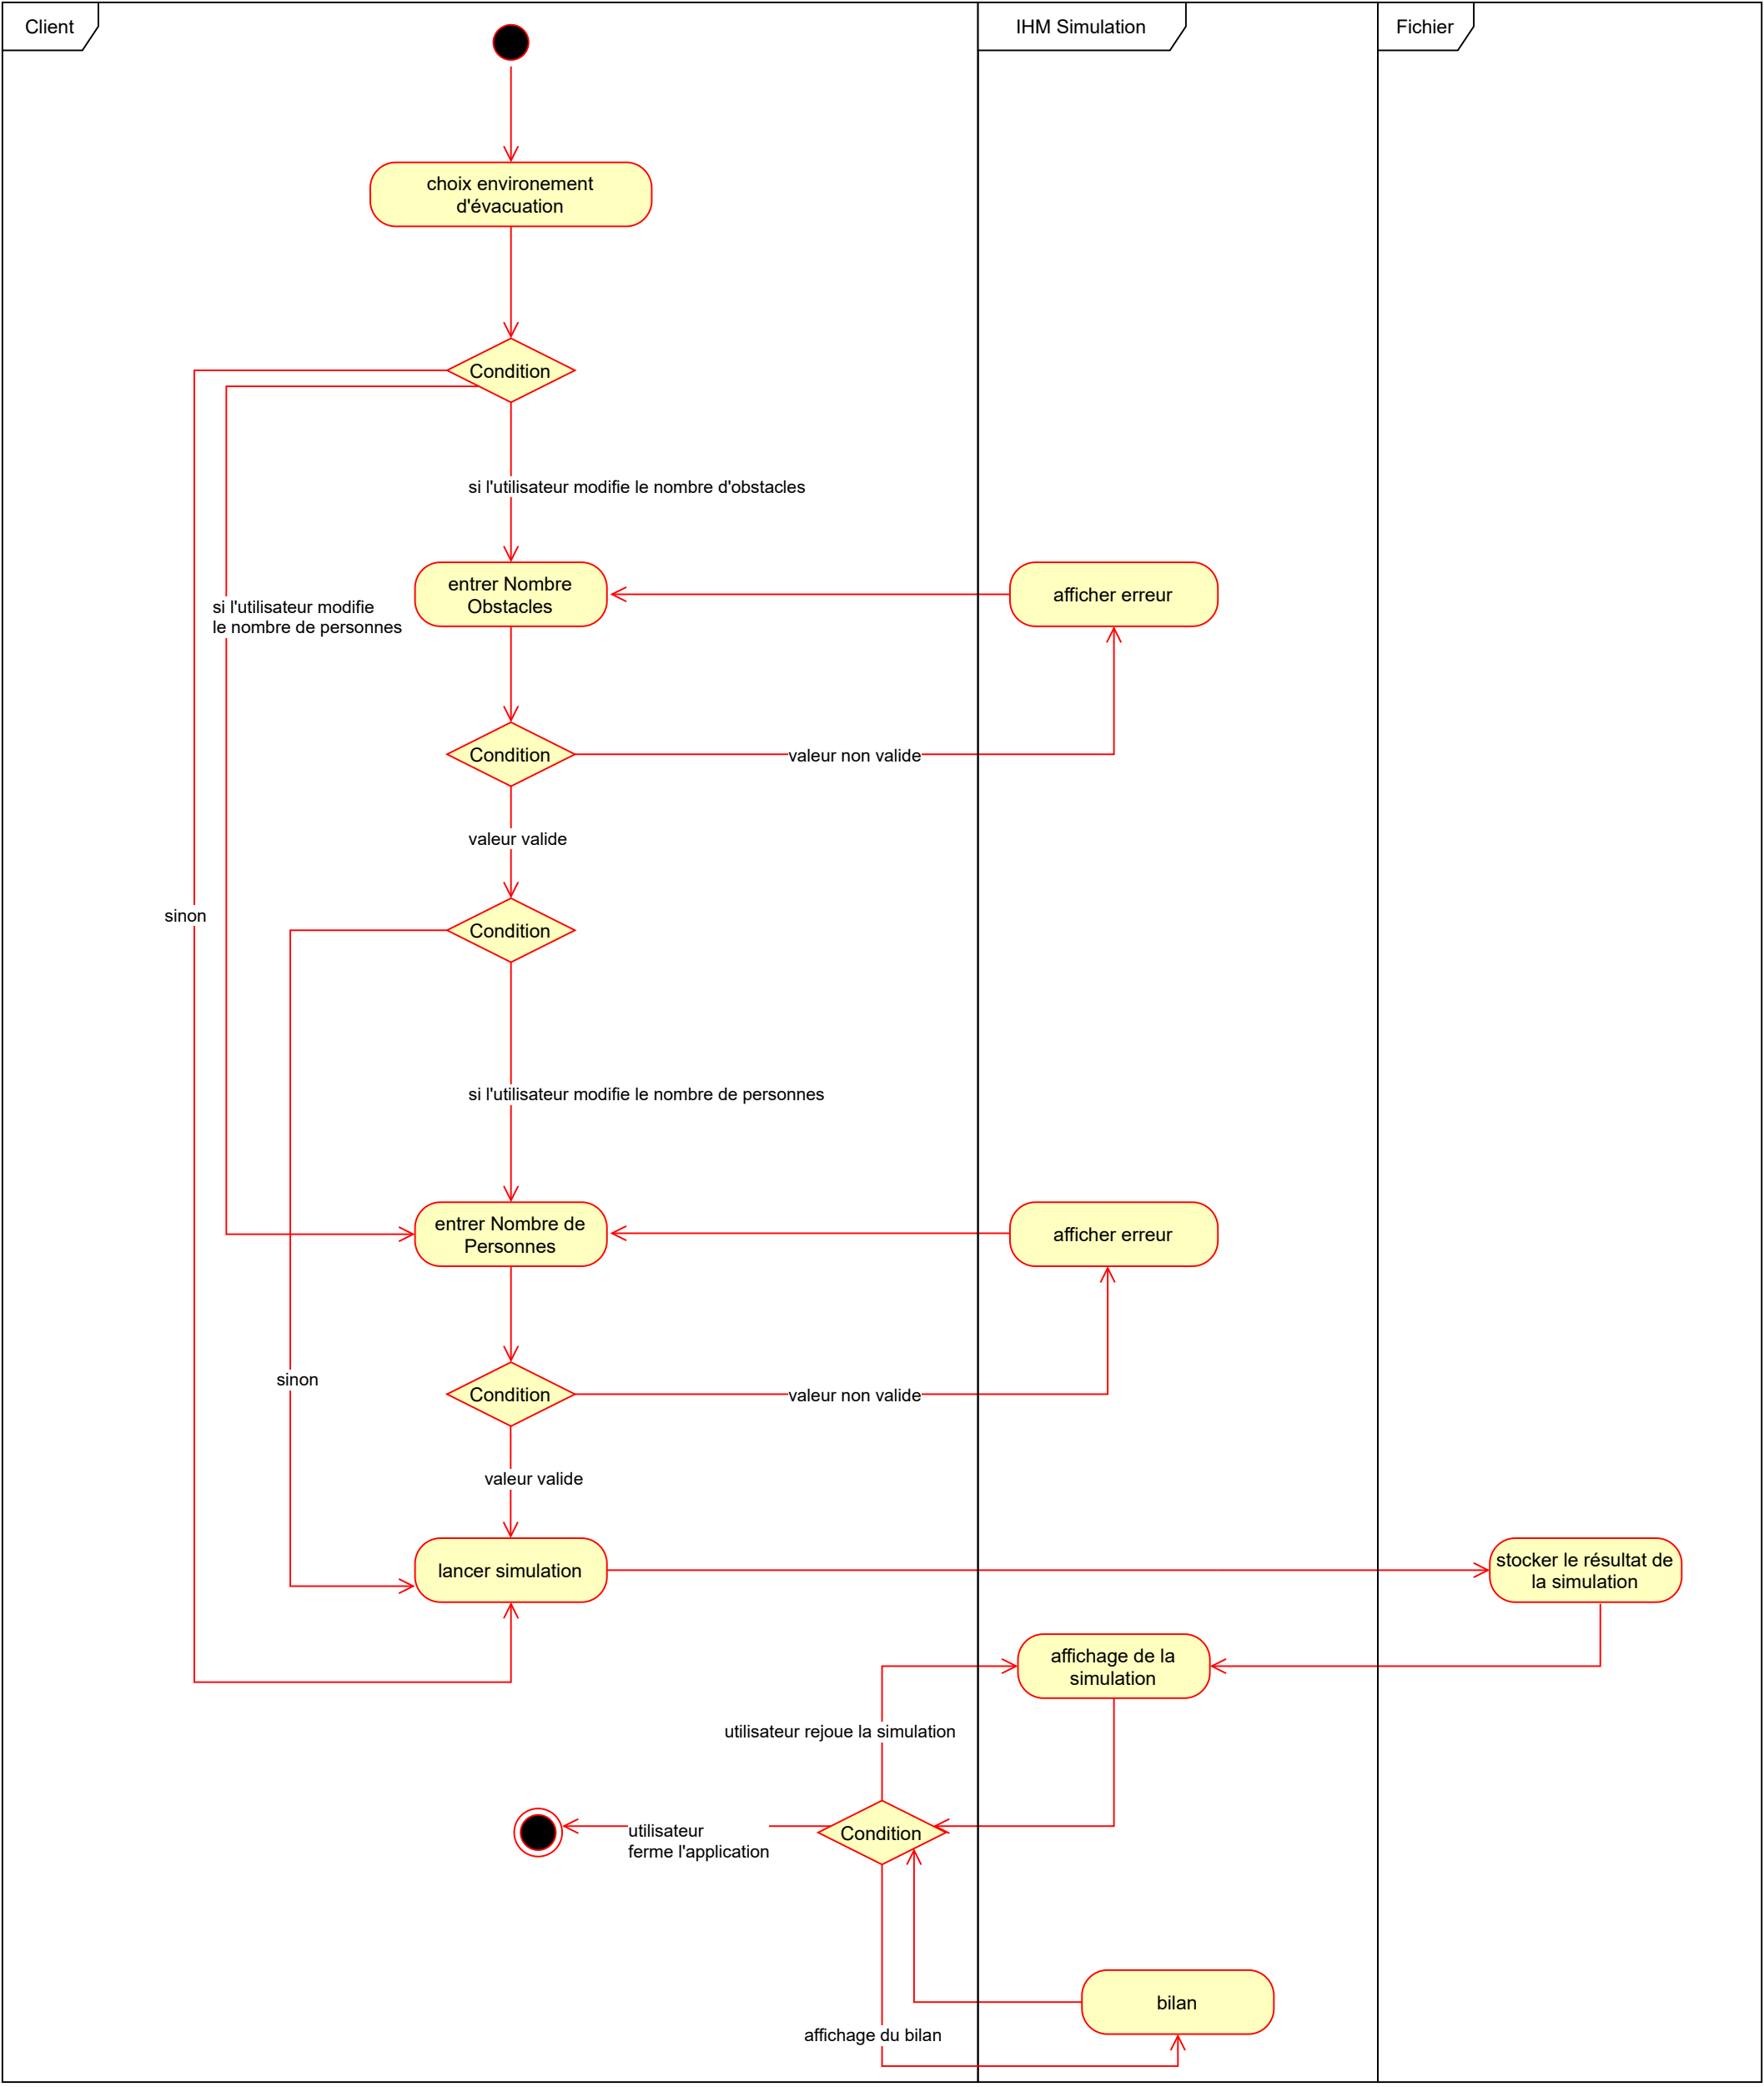 Client
IHM Simulation
Fichier
choix environement
d'évacuation
Condition
si l'utilisateur modifie le nombre d'obstacles
entrer Nombre
Obstacles
afficher erreur
si l'utilisateur modifie
le nombre de personnes
Condition
valeur non valide
valeur valide
sinon
Condition
si l'utilisateur modifie le nombre de personnes
entrer Nombre de
Personnes
afficher erreur
sinon
Condition
valeur non valide
valeur valide
lancer simulation
stocker le résultat de
la simulation
affichage de la
simulation
utilisateur rejoue la simulation
utilisateur
ferme l'application
Condition
bilan
affichage du bilan